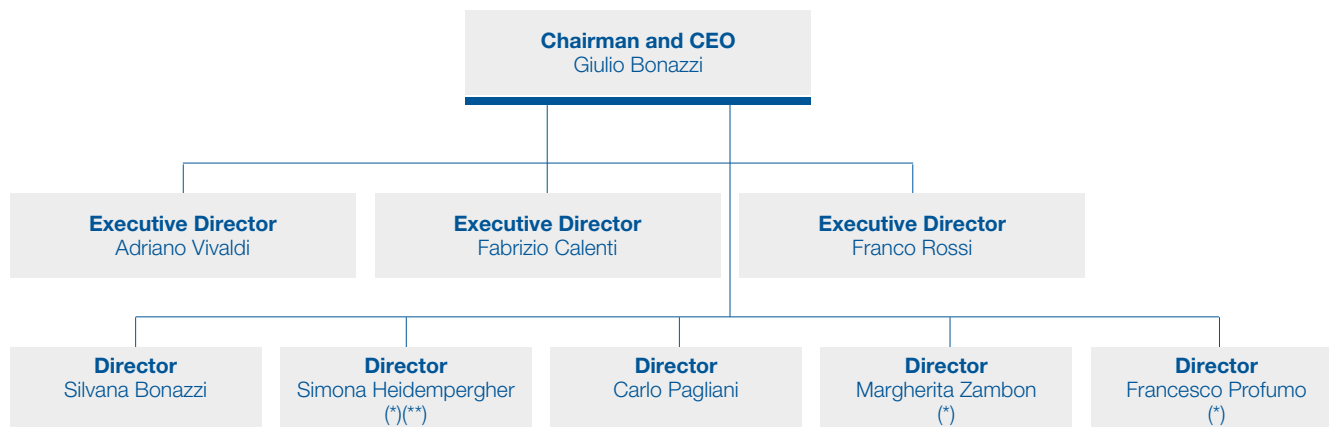 Chairman and CEO
Giulio Bonazzi
Executive Director
Adriano Vivaldi
Executive Director
Fabrizio Calenti
Executive Director
Franco Rossi
Director
Silvana Bonazzi
Director
Simona Heidempergher
(*)(**)
Director
Carlo Pagliani
Director
Margherita Zambon
(*)
Director
Francesco Profumo
(*)